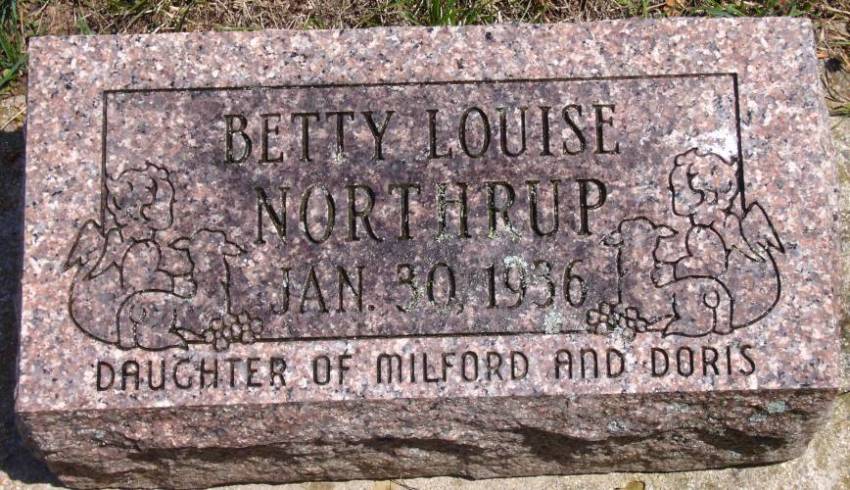 BETTY LOUISE
NORTHRUP
JAN. 30, 1936
DAUGHTER OF MILFORD AND DORIS